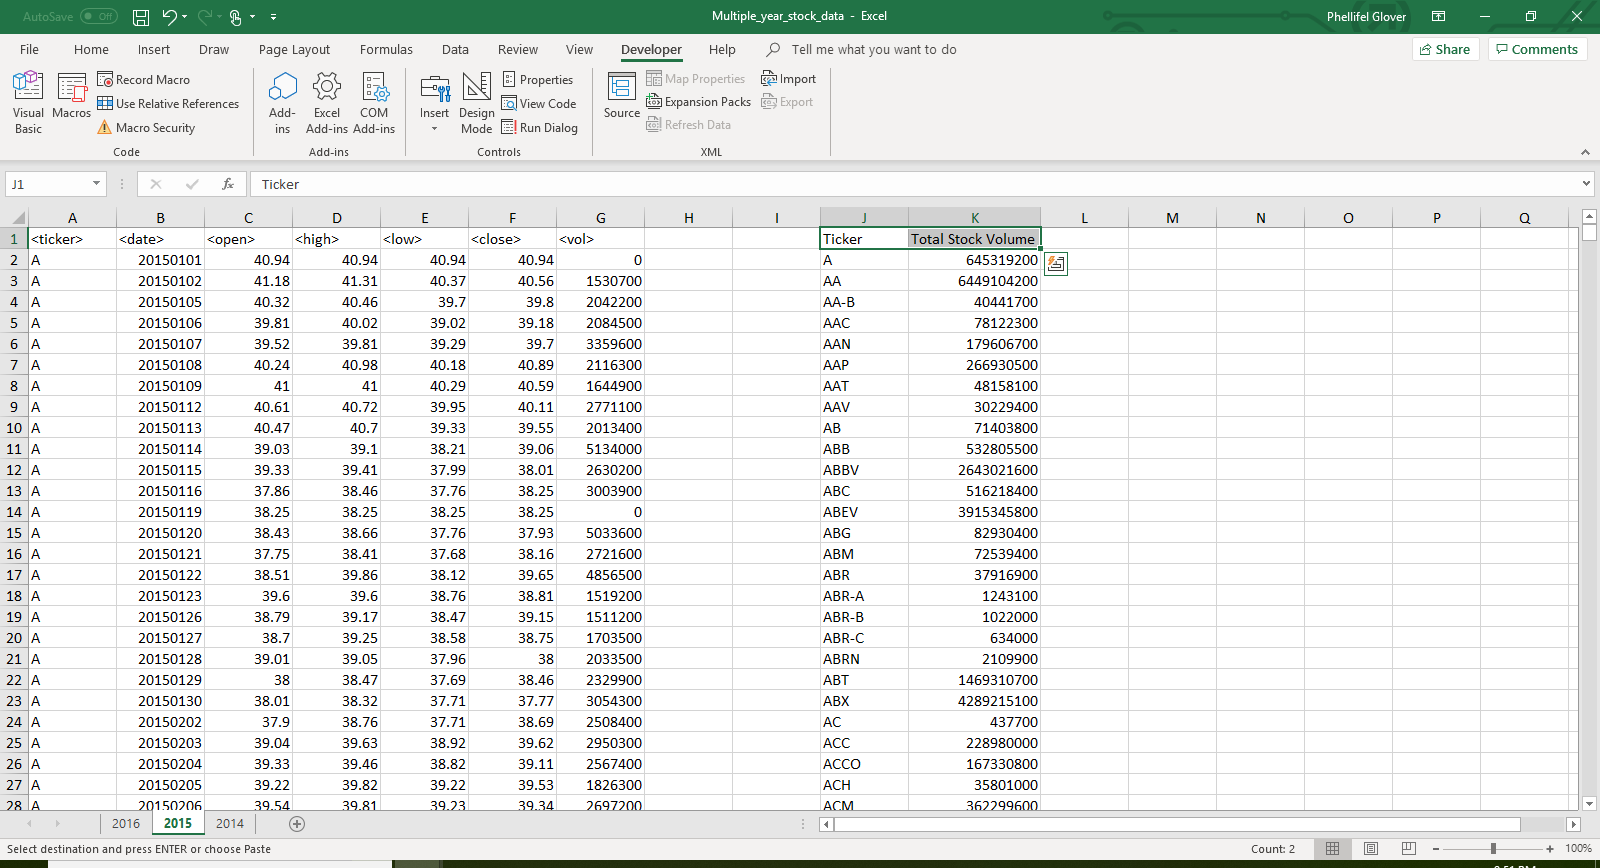 AutoSave Off Multiple_year_stock_data - Excel Phellifel Glover
File Home Insert Draw Page Layout Formulas Data Review View Developer Help Tell me what you want to do Share Comments
Visual Basic
Macros
Record Macro
Use Relative References
Macro Security
Code
Add-ins
Excel Add-ins
COM Add-ins
Add-ins
Insert
Design Mode
Properties
View Code
Run Dialog
Controls
Source
Map Properties
Expansion Packs
Refresh Data
Import
Export
XML
J1 fx Ticker
A B C D E F G H I J K L M N O P Q
1 <ticker> <date> <open> <high> <low> <close> <vol> Ticker Total Stock Volume
2 A 20150101 40.94 40.94 40.94 40.94 0 A 645319200
3 A 20150102 41.18 41.31 40.37 40.56 1530700 AA 6449104200
4 A 20150105 40.32 40.46 39.7 39.8 2042200 AA-B 40441700
5 A 20150106 39.81 40.02 39.02 39.18 2084500 AAC 78122300
6 A 20150107 39.52 39.81 39.29 39.7 3359600 AAN 179606700
7 A 20150108 40.24 40.98 40.18 40.89 2116300 AAP 266930500
8 A 20150109 41 41 40.29 40.59 1644900 AAT 48158100
9 A 20150112 40.61 40.72 39.95 40.11 2771100 AAV 30229400
10 A 20150113 40.47 40.7 39.33 39.55 2013400 AB 71403800
11 A 20150114 39.03 39.1 38.21 39.06 5134000 ABB 532805500
12 A 20150115 39.33 39.41 37.99 38.01 2630200 ABBV 2643021600
13 A 20150116 37.86 38.46 37.76 38.25 3003900 ABC 516218400
14 A 20150119 38.25 38.25 38.25 38.25 0 ABEV 3915345800
15 A 20150120 38.43 38.66 37.76 37.93 5033600 ABG 82930400
16 A 20150121 37.75 38.41 37.68 38.16 2721600 ABM 72539400
17 A 20150122 38.51 39.86 38.12 39.65 4856500 ABR 37916900
18 A 20150123 39.6 39.6 38.76 38.81 1519200 ABR-A 1243100
19 A 20150126 38.79 39.17 38.47 39.15 1511200 ABR-B 1022000
20 A 20150127 38.7 39.25 38.58 38.75 1703500 ABR-C 634000
21 A 20150128 39.01 39.05 37.96 38 2033500 ABRN 2109900
22 A 20150129 38 38.47 37.69 38.46 2329900 ABT 1469310700
23 A 20150130 38.01 38.32 37.71 37.77 3054300 ABX 4289215100
24 A 20150202 37.9 38.76 37.71 38.69 2508400 AC 437700
25 A 20150203 39.04 39.63 38.92 39.62 2950300 ACC 228980000
26 A 20150204 39.33 39.46 38.82 39.11 2567400 ACCO 167330800
27 A 20150205 39.22 39.82 39.22 39.53 1826300 ACH 35801000
28 A 20150206 39.54 39.81 39.23 39.34 2697200 ACM 362299600
2016 2015 2014
Select destination and press ENTER or choose Paste Count: 2 100%